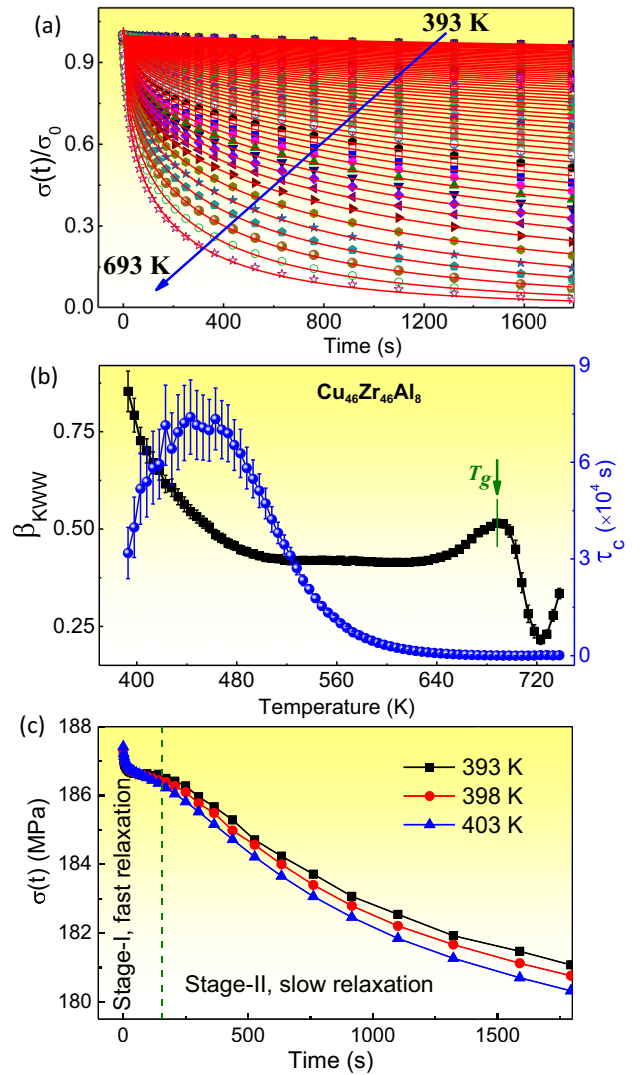 (a)
393 K
0.9
0.6
0.3
0.0
σ(t)/σ0
693 K
0 400 800 1200 1600
Time (s)
(b)
Cu46Zr46Al8
0.75
0.50
0.25
βKWW
Tg
9
6
3
0
τc (×10⁴ s)
400 480 560 640 720
Temperature (K)
(c)
188
186
184
182
180
σ(t) (MPa)
393 K
398 K
403 K
Stage-I, fast relaxation
Stage-II, slow relaxation
0 500 1000 1500
Time (s)